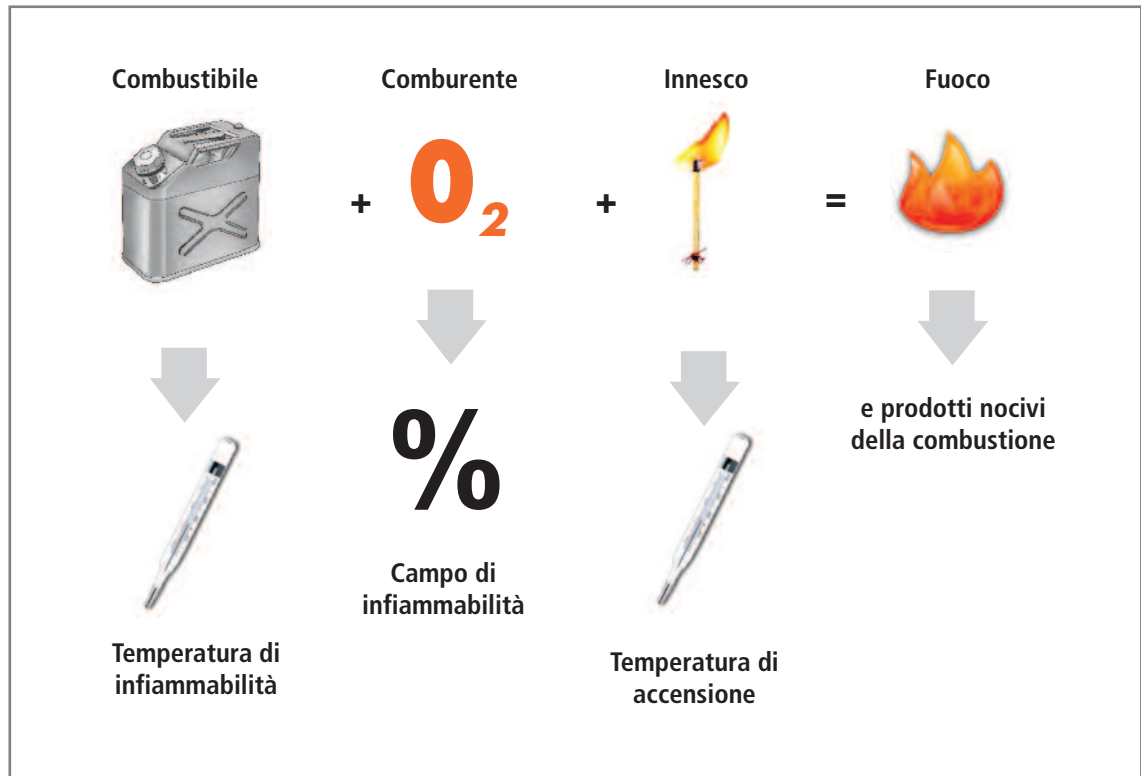 Combustibile
Comburente
Innesco
Fuoco
+
O2
+
=
%
e prodotti nocivi
della combustione
Campo di
infiammabilità
Temperatura di
infiammabilità
Temperatura di
accensione